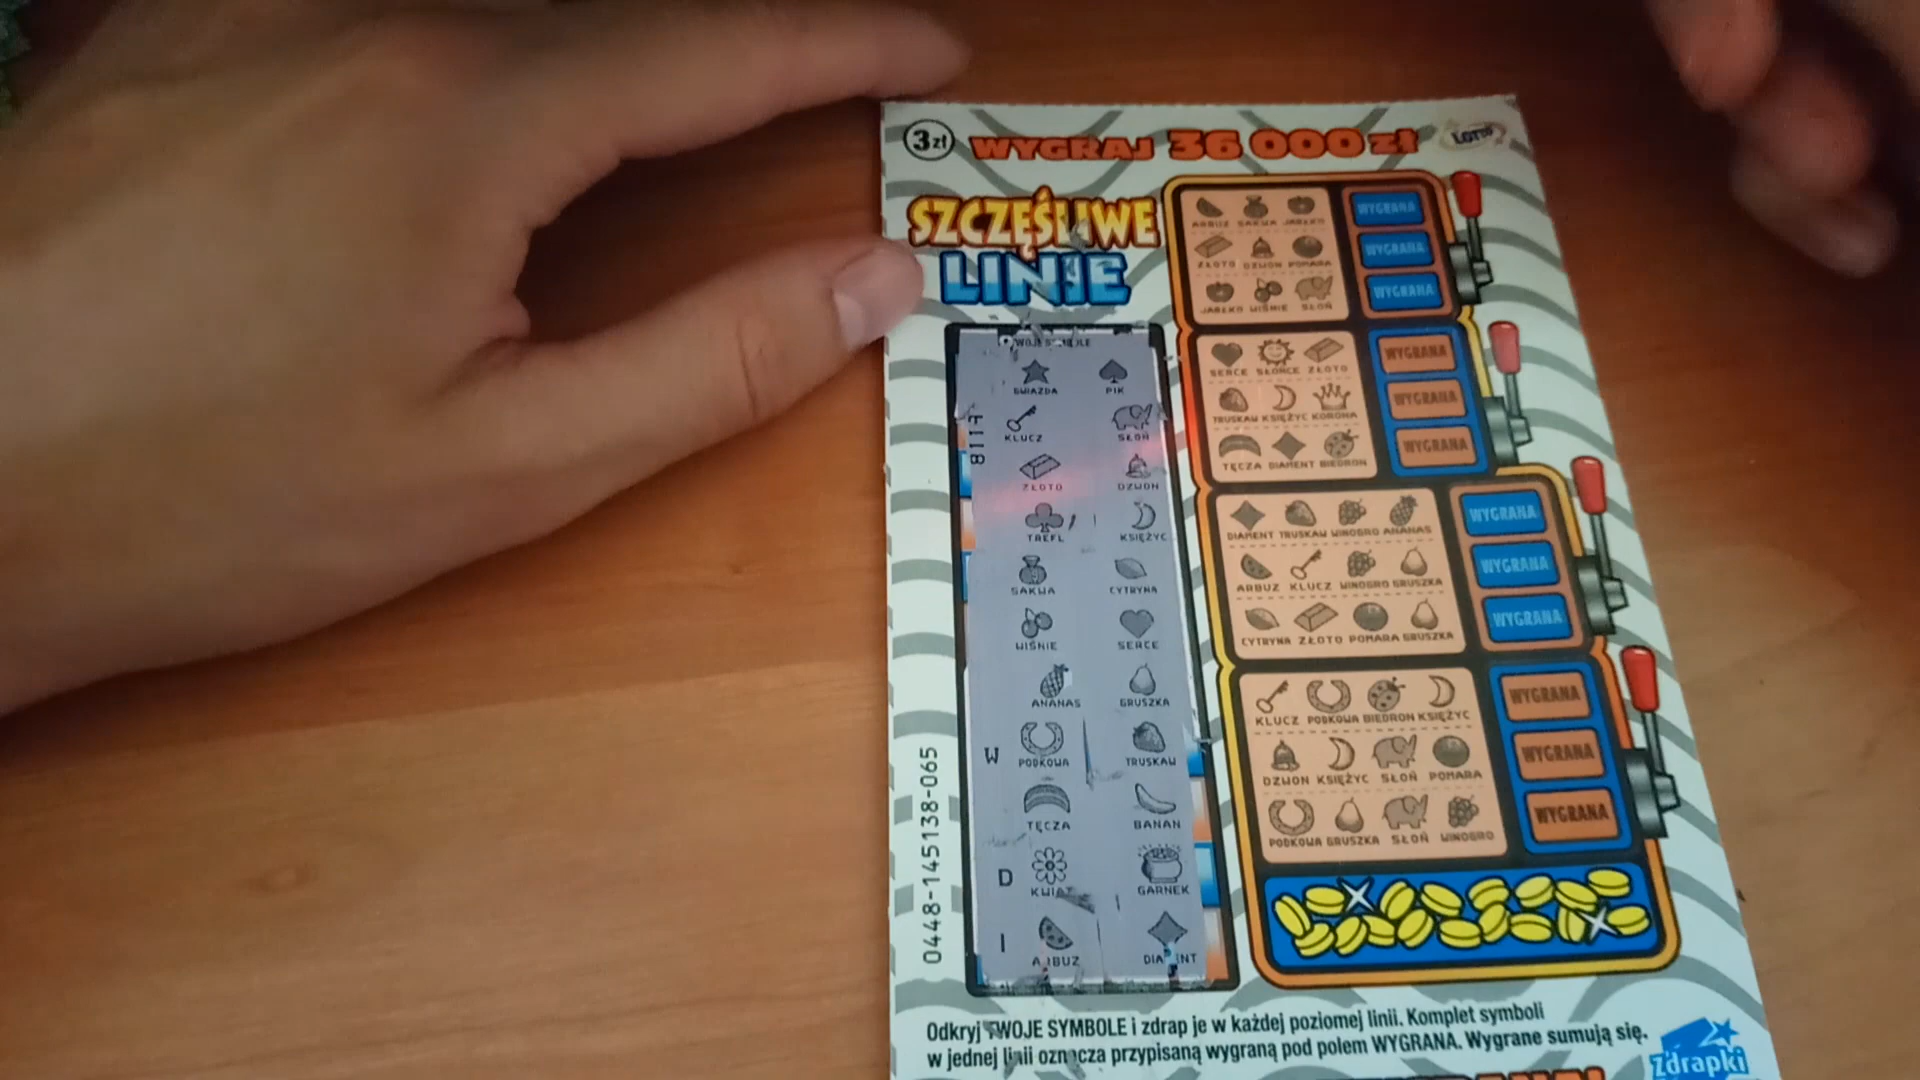 3zł WYGRAJ 36 000 zł LOTTO
SZCZĘŚLIWE
LINIE
GWIAZDA PIK
KLUCZ SŁOŃ
8117
ZŁOTO DZWON
TREFL KSIĘŻYC
SAKWA CYTRYNA
WIŚNIE SERCE
ANANAS GRUSZKA
W
PODKOWA TRUSKAW
TĘCZA BANAN
D
KWIAT GARNEK
I
ARBUZ
0448-145138-065
ARBUZ SAKWA JABŁKO WYGRANA
ZŁOTO DZWON POMARA WYGRANA
JABŁKO WIŚNIE SŁOŃ WYGRANA
SERCE SŁOŃCE ZŁOTO WYGRANA
TRUSKAW KSIĘŻYC KORONA WYGRANA
TĘCZA DIAMENT BIEDRON WYGRANA
DIAMENT TRUSKAW WINOGRO ANANAS WYGRANA
ARBUZ KLUCZ WINOGRO GRUSZKA WYGRANA
CYTRYNA ZŁOTO POMARA GRUSZKA WYGRANA
KLUCZ PODKOWA BIEDRON KSIĘŻYC WYGRANA
DZWON KSIĘŻYC SŁOŃ POMARA WYGRANA
PODKOWA GRUSZKA SŁOŃ WINOGRO WYGRANA
Odkryj TWOJE SYMBOLE i zdrap je w każdej poziomej linii. Komplet symboli
w jednej linii oznacza przypisaną wygraną pod polem WYGRANA. Wygrane sumują się.
Zdrapki